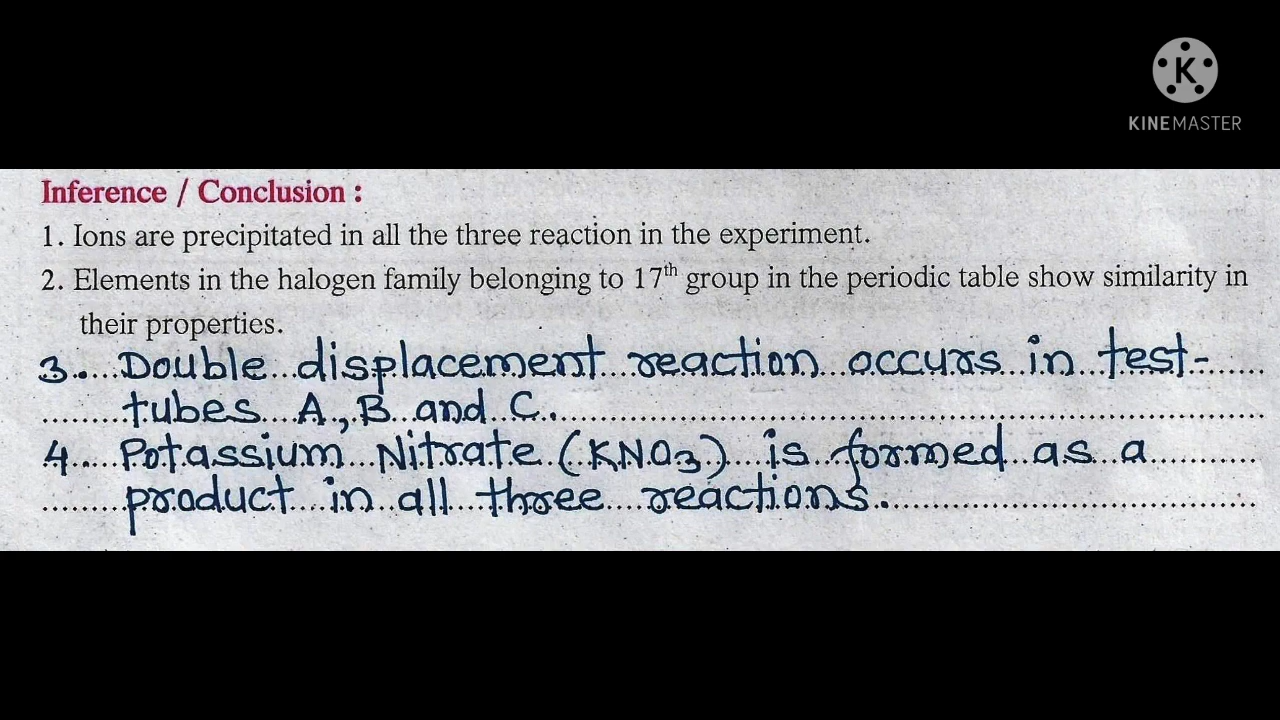 K
KINEMASTER
Inference / Conclusion :
1. Ions are precipitated in all the three reaction in the experiment.
2. Elements in the halogen family belonging to 17th group in the periodic table show similarity in
their properties.
3. Double displacement reaction occurs in test-
tubes A, B and C.
4. Potassium Nitrate (KNO3) is formed as a
product in all three reactions.